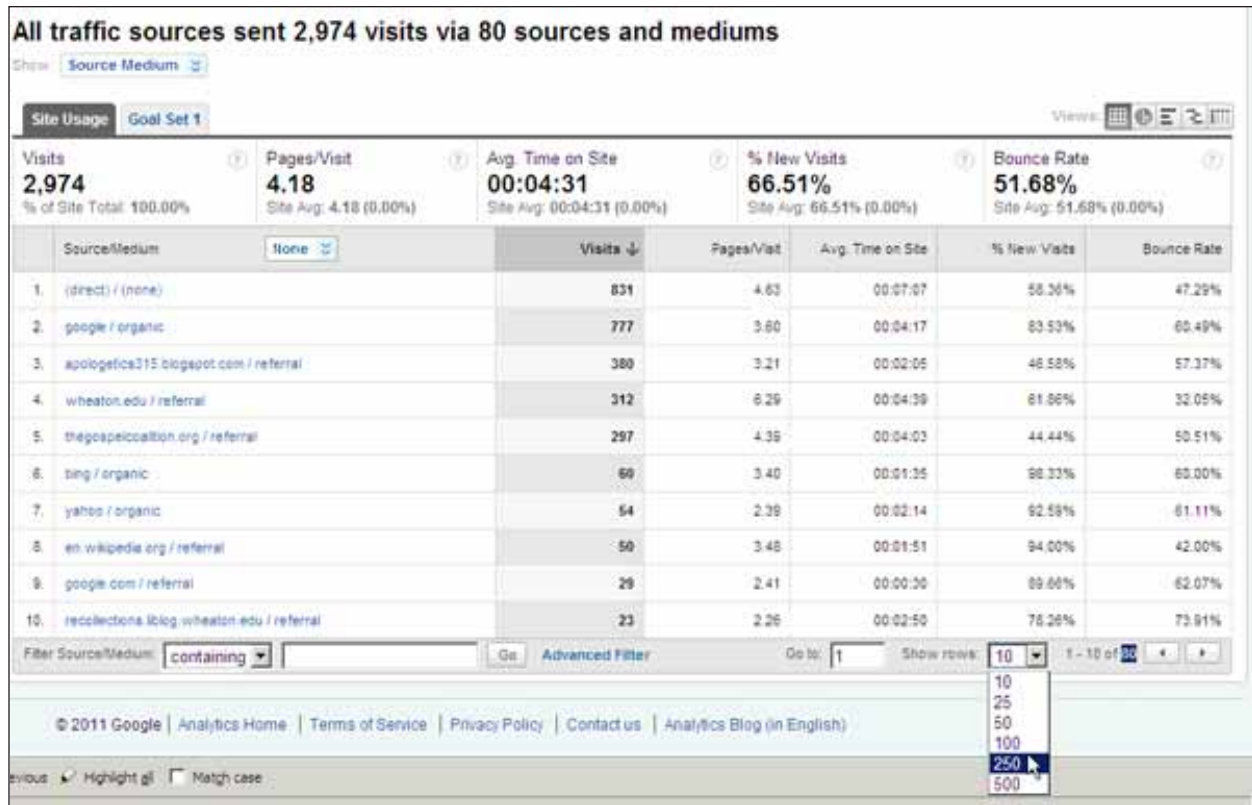 All traffic sources sent 2,974 visits via 80 sources and mediums
Show: Source Medium
Site Usage Goal Set 1 Views:
Visits Pages/Visit Avg. Time on Site % New Visits Bounce Rate
2,974 4.18 00:04:31 66.51% 51.68%
% of Site Total: 100.00% Site Avg: 4.18 (0.00%) Site Avg: 00:04:31 (0.00%) Site Avg: 66.51% (0.00%) Site Avg: 51.68% (0.00%)
Source/Medium None Visits ↓ Pages/Visit Avg. Time on Site % New Visits Bounce Rate
1. (direct) / (none) 831 4.63 00:07:07 58.36% 47.29%
2. google / organic 777 3.60 00:04:17 83.53% 60.49%
3. apologetics315.blogspot.com / referral 380 3.21 00:02:05 46.58% 57.37%
4. wheaton.edu / referral 312 6.29 00:04:39 61.86% 32.05%
5. thegospelcoalition.org / referral 297 4.39 00:04:03 44.44% 50.51%
6. bing / organic 60 3.40 00:01:35 98.33% 60.00%
7. yahoo / organic 54 2.39 00:02:14 92.59% 61.11%
8. en.wikipedia.org / referral 50 3.48 00:01:51 94.00% 42.00%
9. google.com / referral 29 2.41 00:00:30 89.66% 62.07%
10. recollections.liblog.wheaton.edu / referral 23 2.26 00:02:50 78.26% 73.91%
Filter Source/Medium: containing Go Advanced Filter Go to: 1 Show rows: 10 1 - 10 of 80
10
25
50
100
250
500
© 2011 Google | Analytics Home | Terms of Service | Privacy Policy | Contact us | Analytics Blog (in English)
evious Highlight all Match case